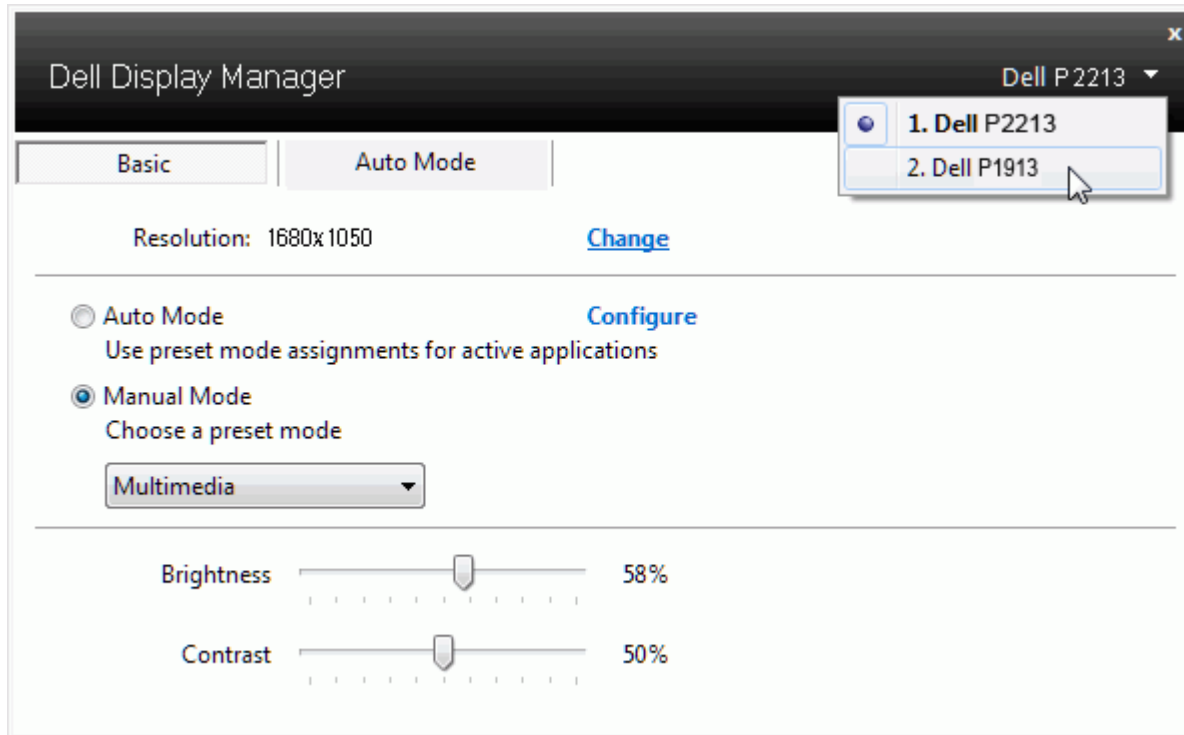 x
Dell Display Manager
Dell P2213
1. Dell P2213
2. Dell P1913
Basic
Auto Mode
Resolution: 1680x1050 Change
Auto Mode Configure
Use preset mode assignments for active applications
Manual Mode
Choose a preset mode
Multimedia
Brightness 58%
Contrast 50%